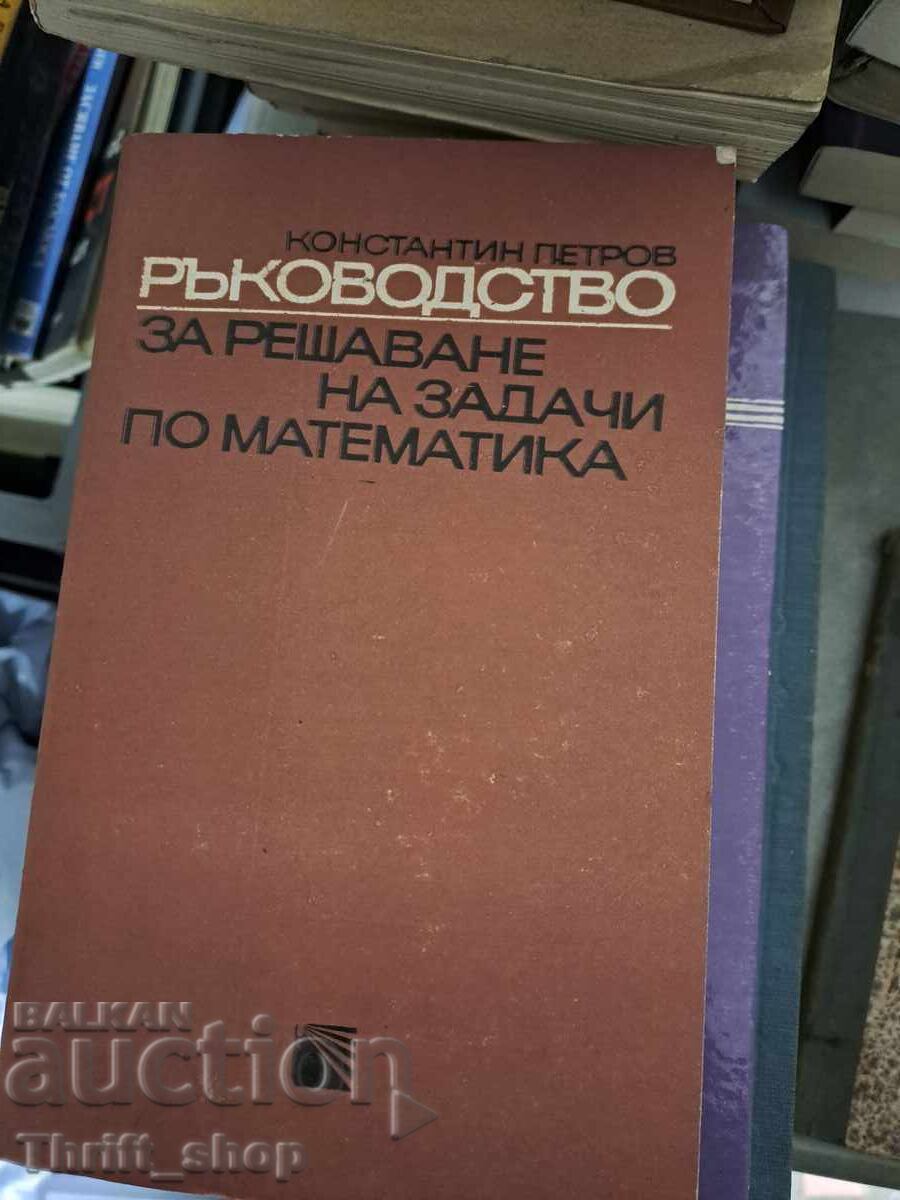 КОНСТАНТИН ПЕТРОВ
РЪКОВОДСТВО
ЗА РЕШАВАНЕ
НА ЗАДАЧИ
ПО МАТЕМАТИКА
BALKAN
auction
Thrift_shop